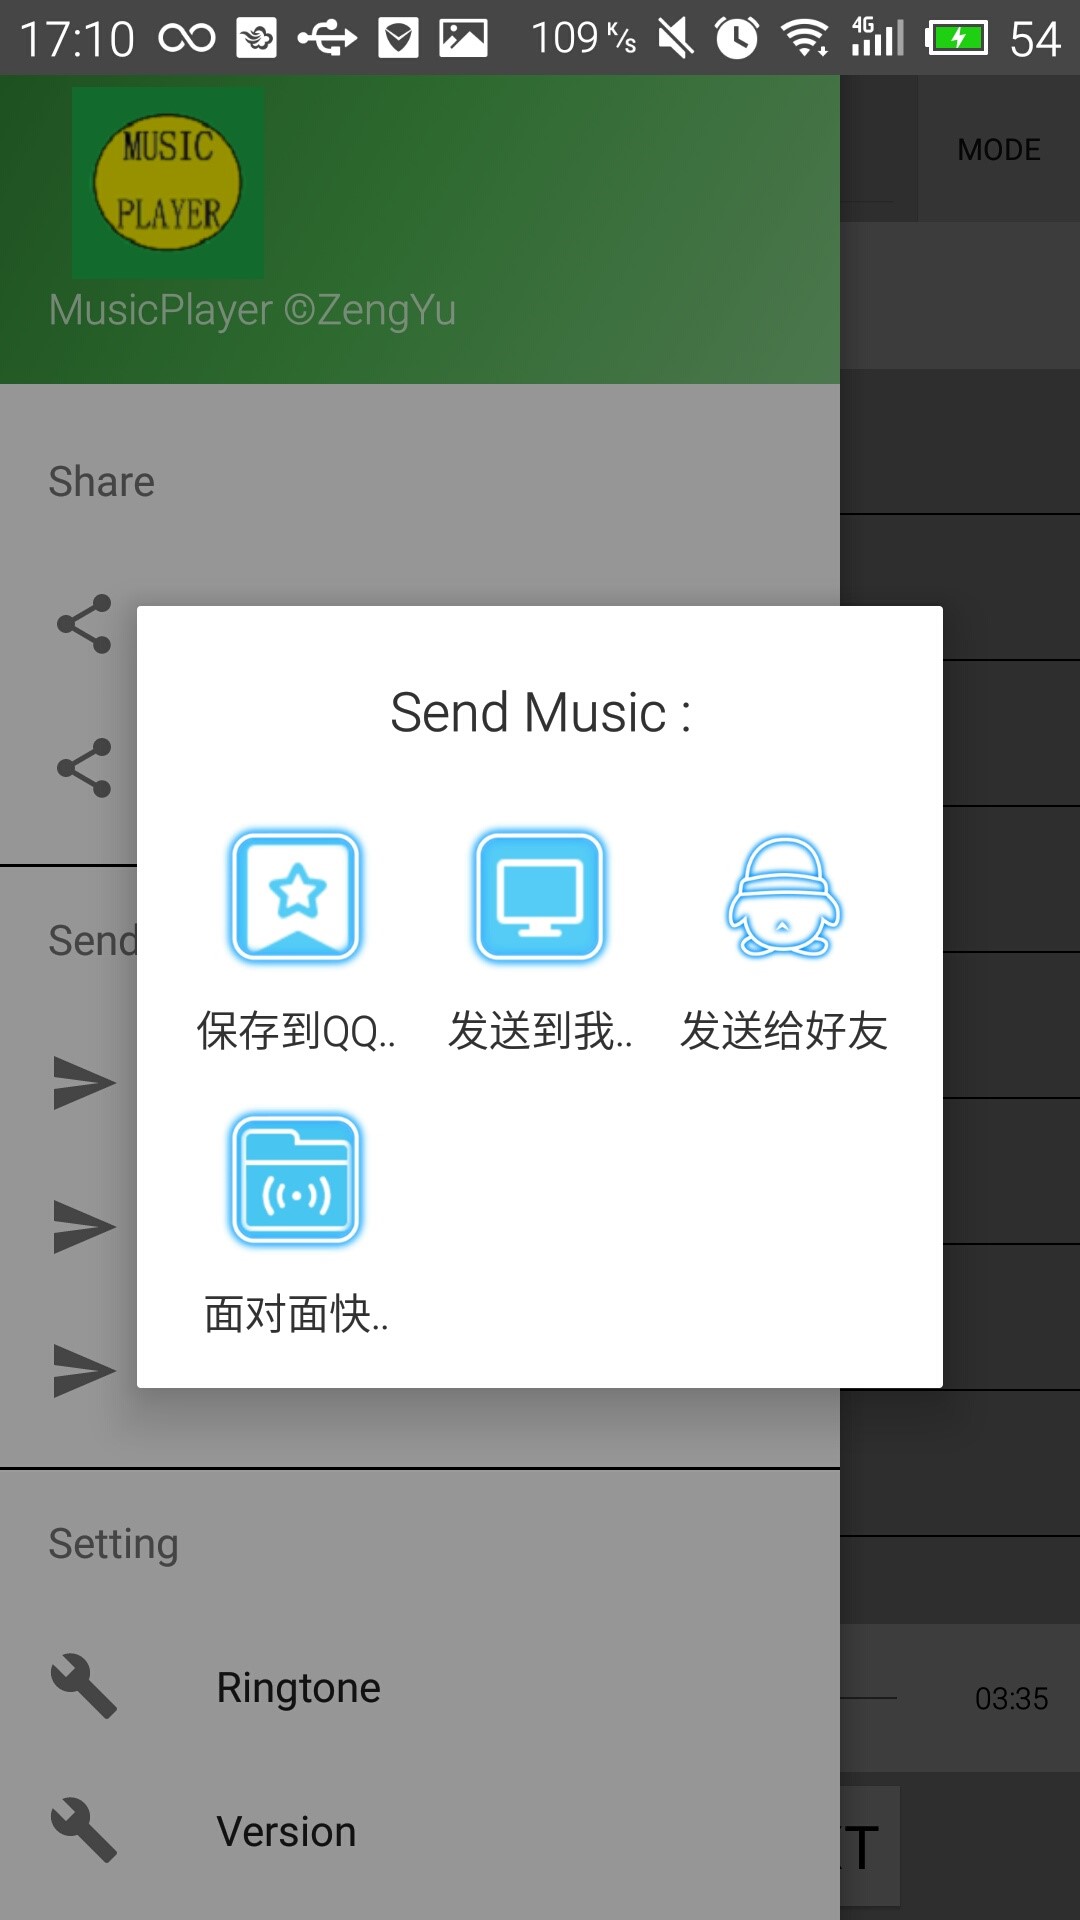 17:10 109 K/s 4G 54
MUSIC
PLAYER
MODE
MusicPlayer ©ZengYu
Share
Send Music :
保存到QQ.. 发送到我.. 发送给好友
Send
面对面快..
Setting
Ringtone
03:35
Version
T